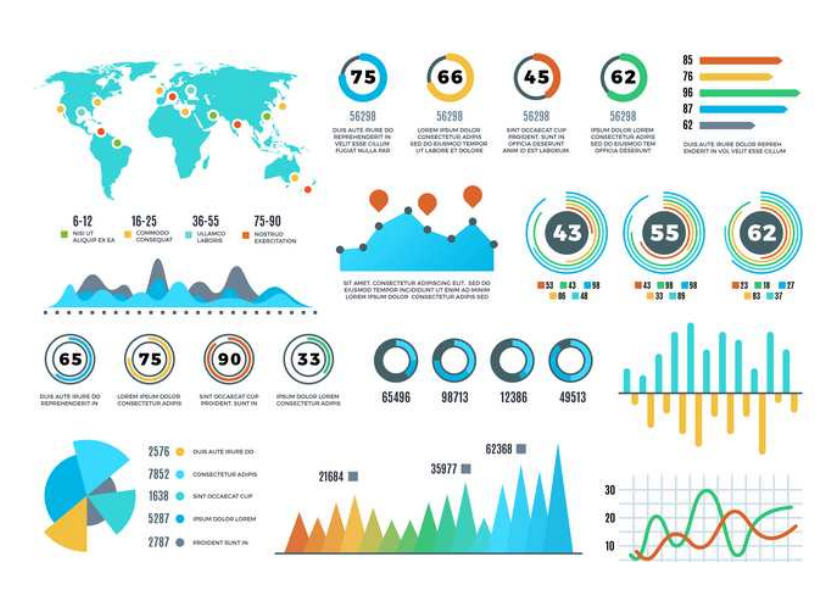 75
66
45
62
56298
56298
56298
56298
DUIS AUTE IRURE DO
REPREHENDERIT IN
VELIT ESSE CILLUM
FUGIAT NULLA PAR
LOREM IPSUM DOLOR
CONSECTETUR ADIPIS
SED DO EIUSMOD TEMPOR
UT LABORE ET DOLORE
SINT OCCAECAT CUP
PROIDENT, SUNT IN
OFFICIA DESERUNT
ANIM ID EST LABORUM.
IPSUM DOLOR LOREM
CONSECTETUR ADIPIS
SED DO EIUSMOD TEM
OFFICIA DESERUNT
85
76
96
87
62
DUIS AUTE IRURE DOLOR REPREH
ENDERIT IN VOL VELIT ESSE CILLUM
6-12
NISI UT
ALIQUIP EX EA
16-25
COMMODO
CONSEQUAT
36-55
ULLAMCO
LABORIS
75-90
NOSTRUD
EXERCITATION
SIT AMET, CONSECTETUR ADIPISCING ELIT, SED DO
EIUSMOD TEMPOR INCIDIDUNT UT ENIM AD MINIM
LOREM IPSUM DOLOR CONSECTETUR ADIPIS SED
43
53 43 98
86 48
55
43 98 98
33 89
62
23 18 27
83 37
65
DUIS AUTE IRURE DO
REPREHENDERIT IN
75
LOREM IPSUM DOLOR
CONSECTETUR ADIPIS
90
SINT OCCAECAT CUP
PROIDENT, SUNT IN
33
IPSUM DOLOR LOREM
CONSECTETUR ADIPIS
65496
98713
12386
49513
2576 DUIS AUTE IRURE DO
7852 CONSECTETUR ADIPIS
1638 SINT OCCAECAT CUP
5287 IPSUM DOLOR LOREM
2787 PROIDENT SUNT IN
21684
35977
62368
30
20
10